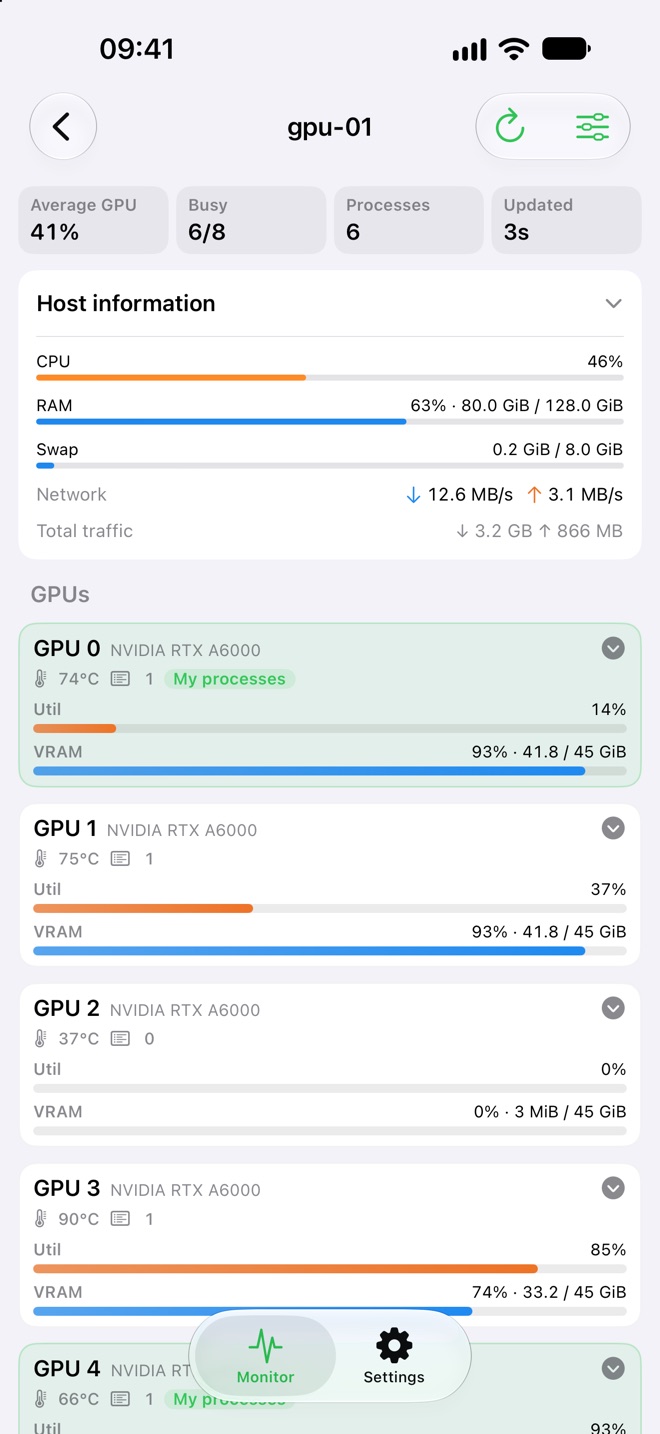 09:41
gpu-01
Average GPU
41%
Busy
6/8
Processes
6
Updated
3s
Host information
CPU 46%
RAM 63% · 80.0 GiB / 128.0 GiB
Swap 0.2 GiB / 8.0 GiB
Network ↓ 12.6 MB/s ↑ 3.1 MB/s
Total traffic ↓ 3.2 GB ↑ 866 MB
GPUs
GPU 0 NVIDIA RTX A6000
74°C 1 My processes
Util 14%
VRAM 93% · 41.8 / 45 GiB
GPU 1 NVIDIA RTX A6000
75°C 1
Util 37%
VRAM 93% · 41.8 / 45 GiB
GPU 2 NVIDIA RTX A6000
37°C 0
Util 0%
VRAM 0% · 3 MiB / 45 GiB
GPU 3 NVIDIA RTX A6000
90°C 1
Util 85%
VRAM 74% · 33.2 / 45 GiB
GPU 4 NVIDIA RT
66°C 1 My processes
Util 93%
Monitor
Settings